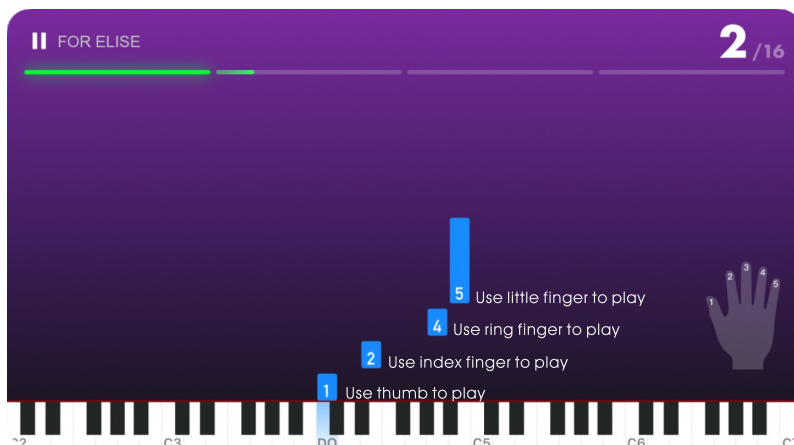 FOR ELISE
2 /16
5 Use little finger to play
4 Use ring finger to play
2 Use index finger to play
1 Use thumb to play
1 2 3 4 5
C3 DO C5 C6